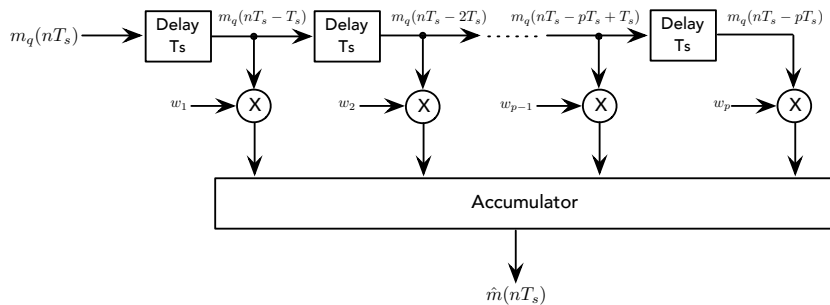 m_q(nT_s)
Delay
Ts
m_q(nT_s − T_s)
Delay
Ts
m_q(nT_s − 2T_s)
......
m_q(nT_s − pT_s + T_s)
Delay
Ts
m_q(nT_s − pT_s)
w_1
X
w_2
X
w_{p−1}
X
w_p
X
Accumulator
m̂(nT_s)